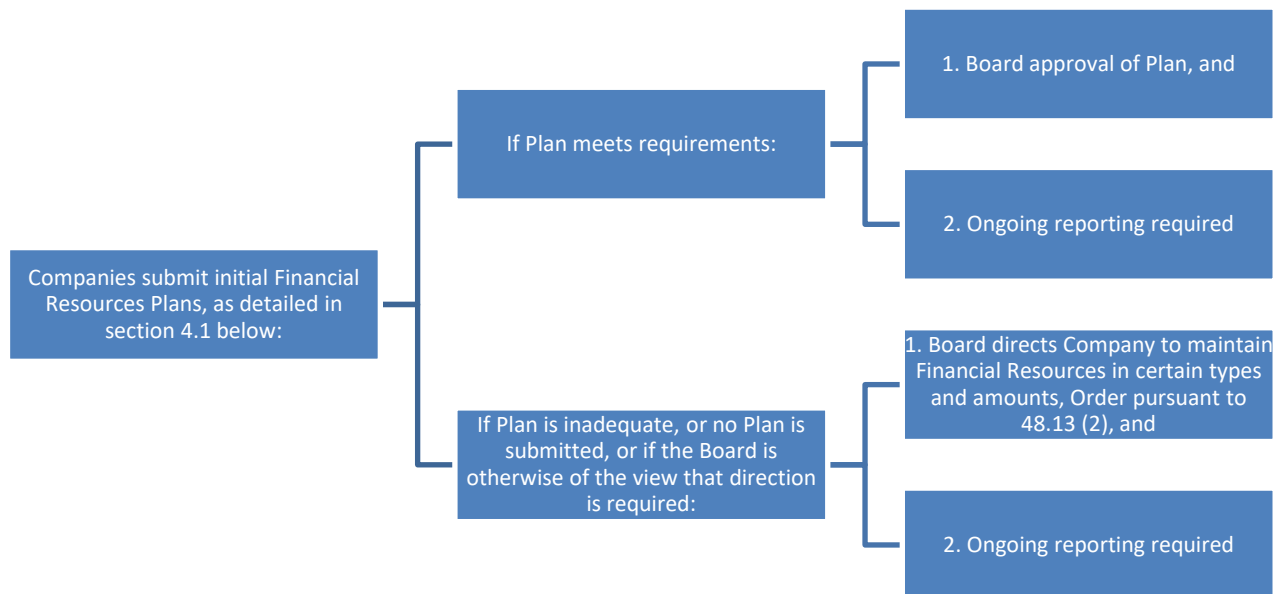 Companies submit initial Financial
Resources Plans, as detailed in
section 4.1 below:
If Plan meets requirements:
1. Board approval of Plan, and
2. Ongoing reporting required
If Plan is inadequate, or no Plan is
submitted, or if the Board is
otherwise of the view that direction
is required:
1. Board directs Company to maintain
Financial Resources in certain types
and amounts, Order pursuant to
48.13 (2), and
2. Ongoing reporting required